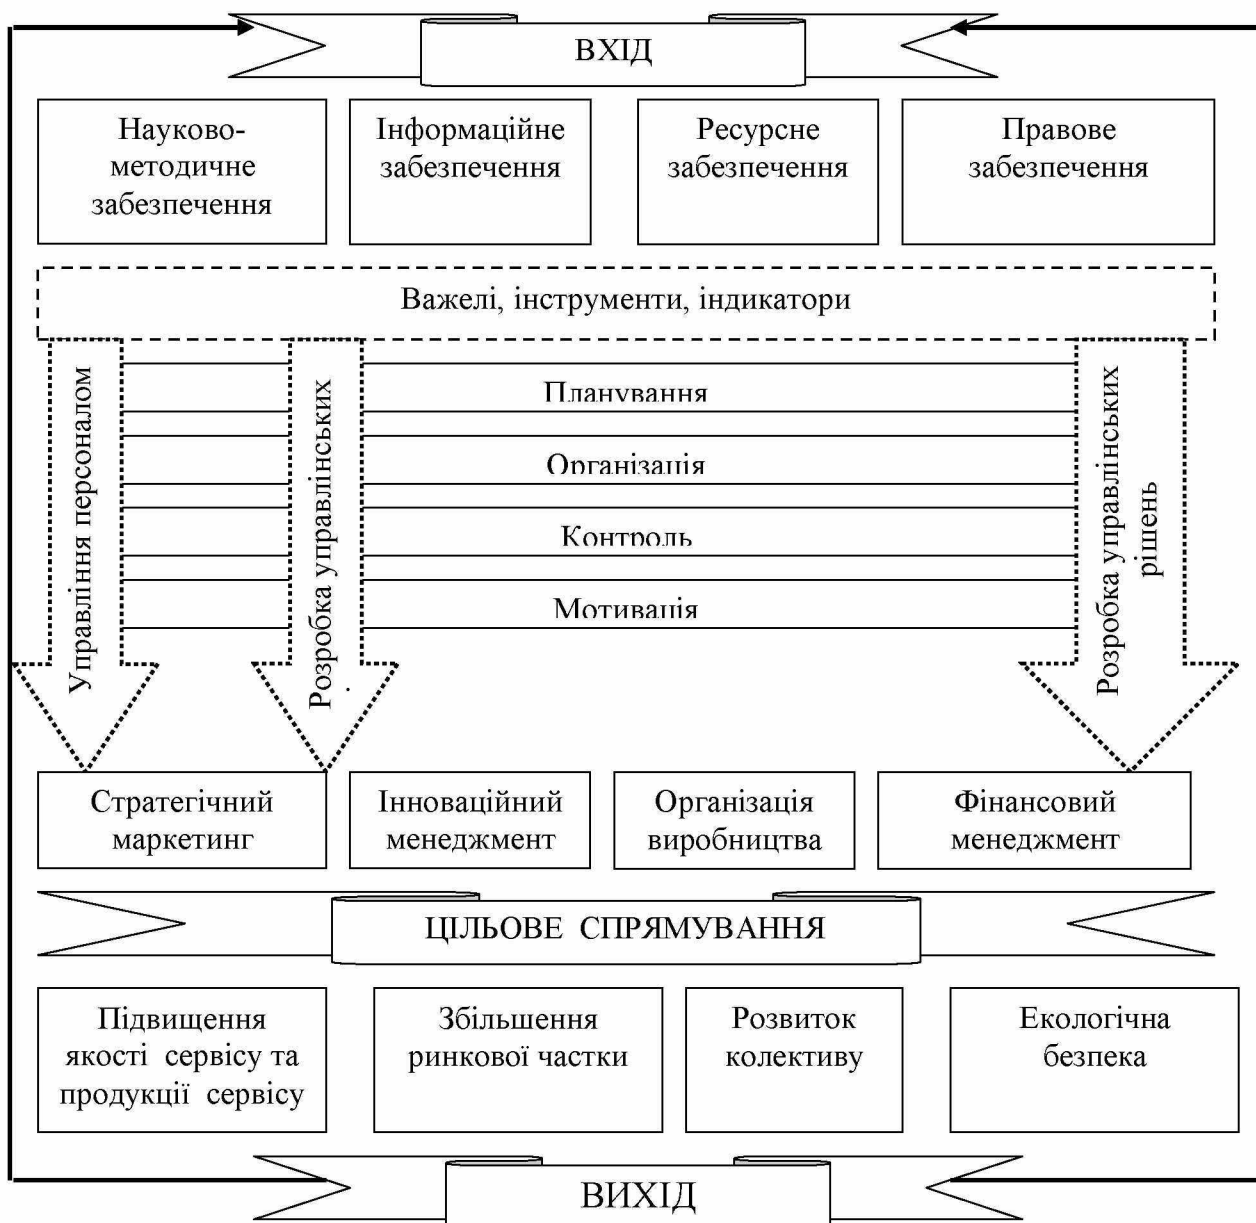 ВХІД
Науково-
методичне
забезпечення
Інформаційне
забезпечення
Ресурсне
забезпечення
Правове
забезпечення
Важелі, інструменти, індикатори
Управління персоналом
Розробка управлінських
Планування
Організація
Контроль
Мотивація
Розробка управлінських
рішень
Стратегічний
маркетинг
Інноваційний
менеджмент
Організація
виробництва
Фінансовий
менеджмент
ЦІЛЬОВЕ СПРЯМУВАННЯ
Підвищення
якості сервісу та
продукції сервісу
Збільшення
ринкової частки
Розвиток
колективу
Екологічна
безпека
ВИХІД